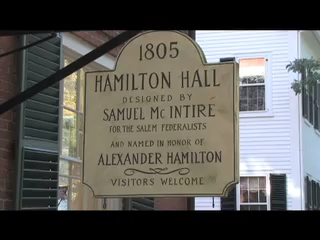 1805
HAMILTON HALL
DESIGNED BY
SAMUEL Mc INTIRE
FOR THE SALEM FEDERALISTS
AND NAMED IN HONOR OF
ALEXANDER HAMILTON
VISITORS WELCOME